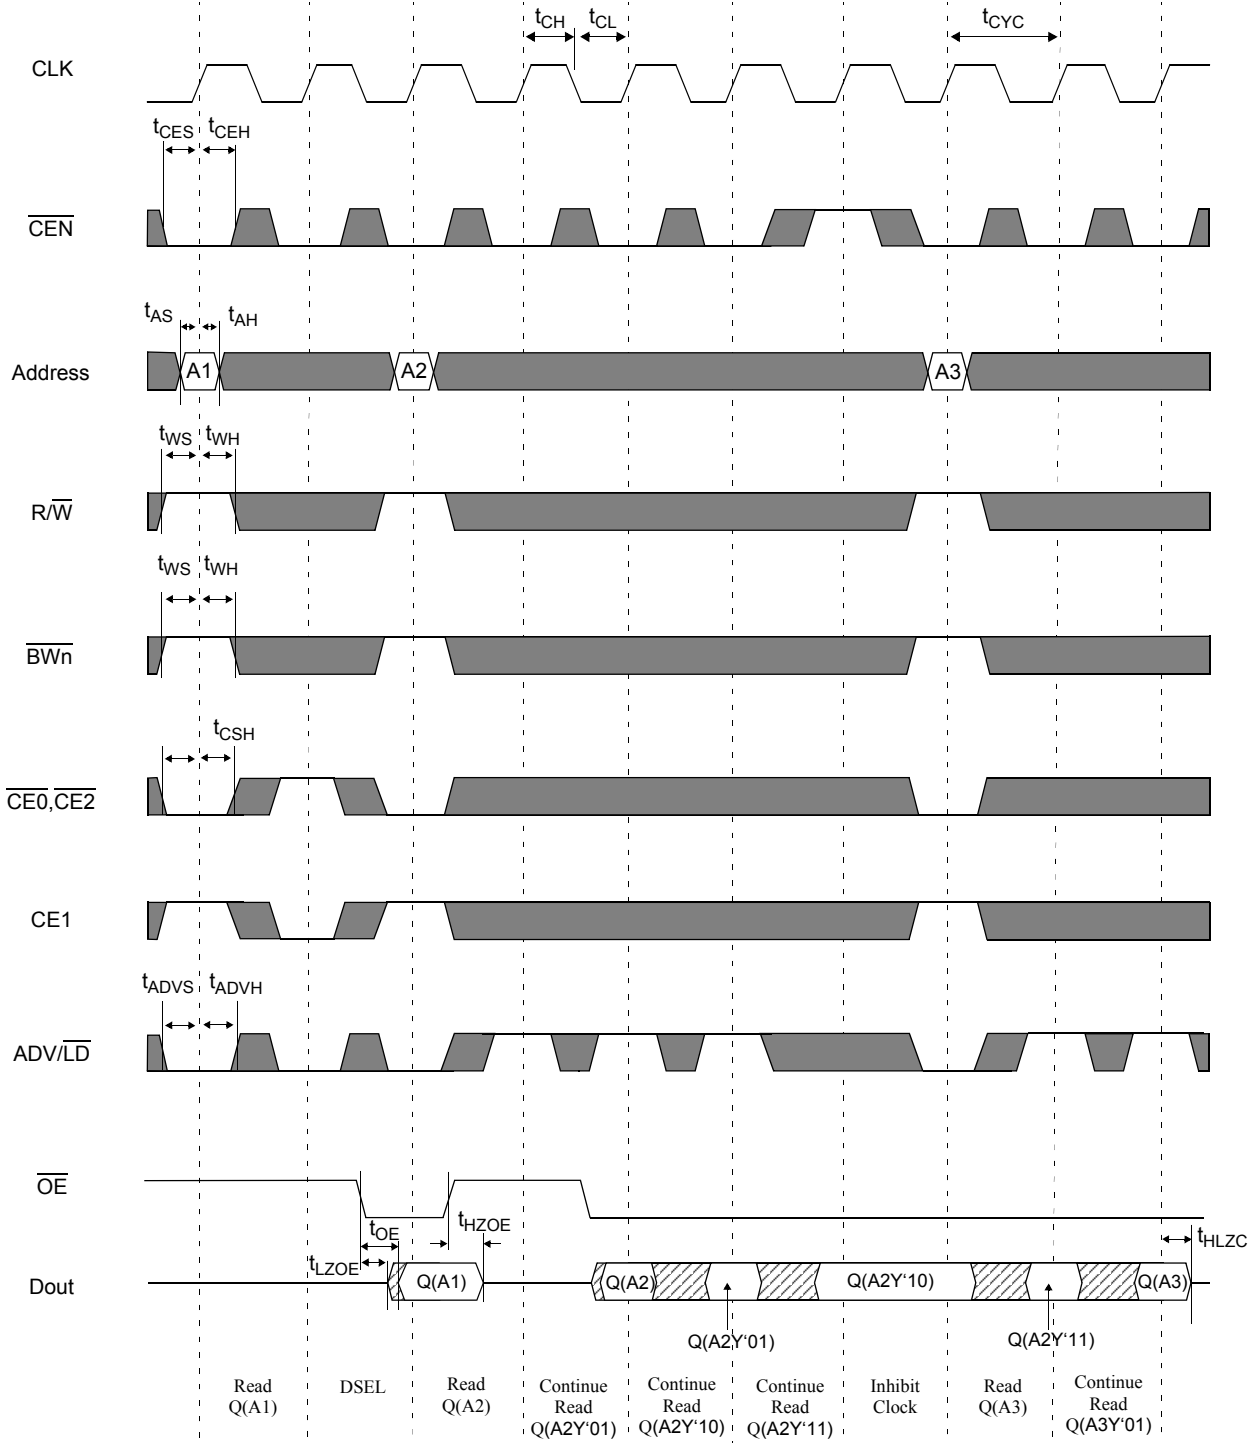 tCH tCL tCYC
CLK
tCES tCEH
CEN
tAS tAH
Address A1 A2 A3
tWS tWH
R/W
tWS tWH
BWn
tCSH
CE0,CE2
CE1
tADVS tADVH
ADV/LD
OE
tOE tHZOE tHLZC
tLZOE
Dout Q(A1) Q(A2) Q(A2Y‘10) Q(A3)
Q(A2Y‘01) Q(A2Y‘11)
Read
Q(A1)
DSEL
Read
Q(A2)
Continue
Read
Q(A2Y‘01)
Continue
Read
Q(A2Y‘10)
Continue
Read
Q(A2Y‘11)
Inhibit
Clock
Read
Q(A3)
Continue
Read
Q(A3Y‘01)